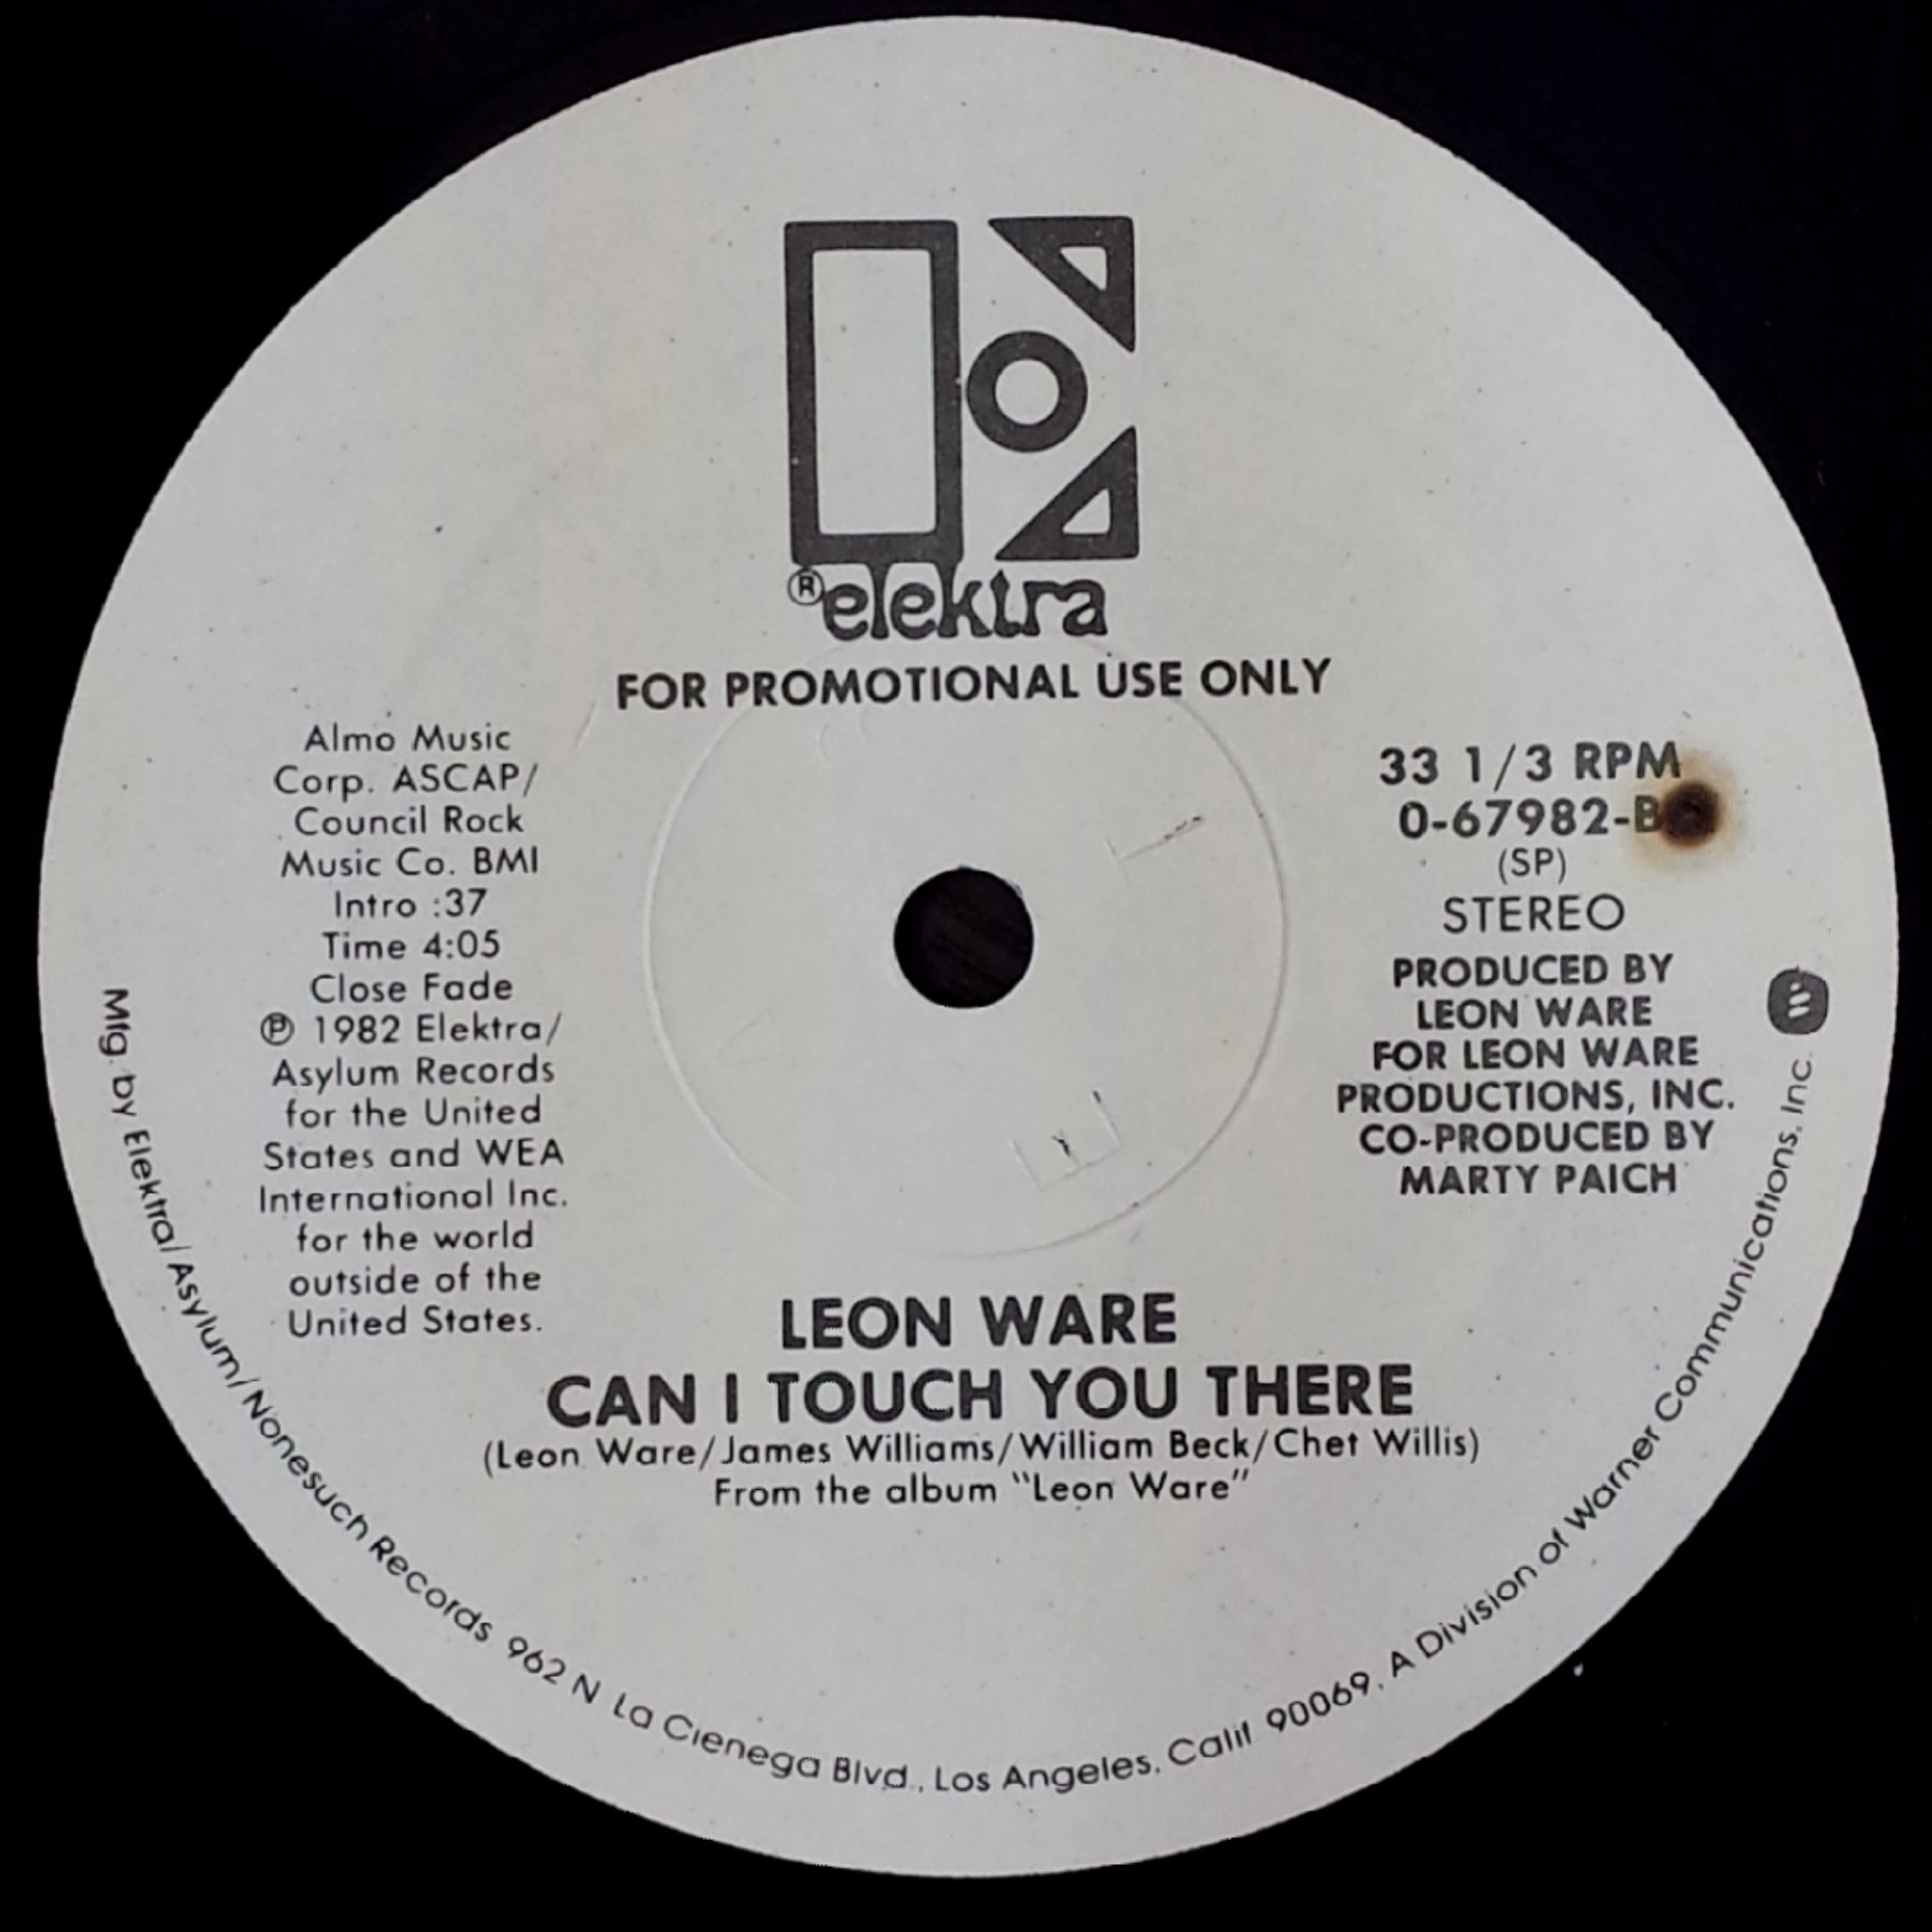 ® elektra
FOR PROMOTIONAL USE ONLY
Almo Music
Corp. ASCAP/
Council Rock
Music Co. BMI
Intro :37
Time 4:05
Close Fade
℗ 1982 Elektra/
Asylum Records
for the United
States and WEA
International Inc.
for the world
outside of the
United States.
33 1/3 RPM
0-67982-B
(SP)
STEREO
PRODUCED BY
LEON WARE
FOR LEON WARE
PRODUCTIONS, INC.
CO-PRODUCED BY
MARTY PAICH
LEON WARE
CAN I TOUCH YOU THERE
(Leon Ware/James Williams/William Beck/Chet Willis)
From the album "Leon Ware"
Mfg. by Elektra/Asylum/Nonesuch Records 962 N La Cienega Blvd., Los Angeles, Calif 90069, A Division of Warner Communications, Inc.